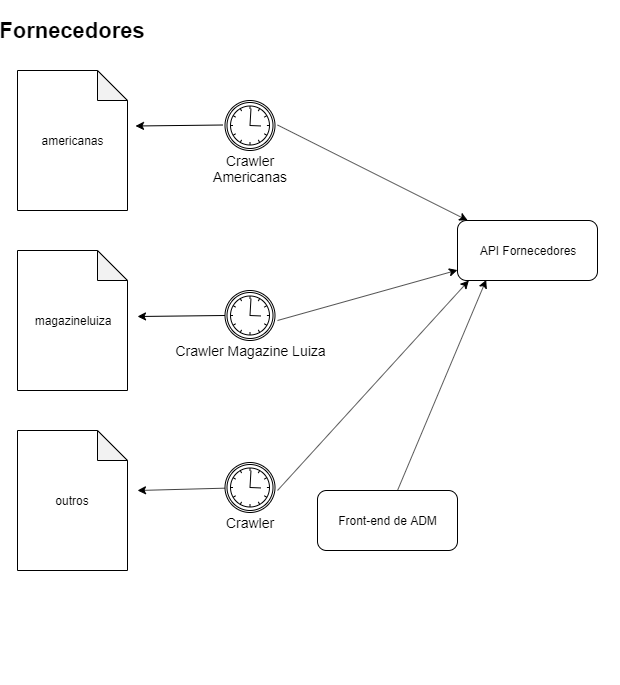 Fornecedores
americanas
Crawler
Americanas
API Fornecedores
magazineluiza
Crawler Magazine Luiza
outros
Crawler
Front-end de ADM